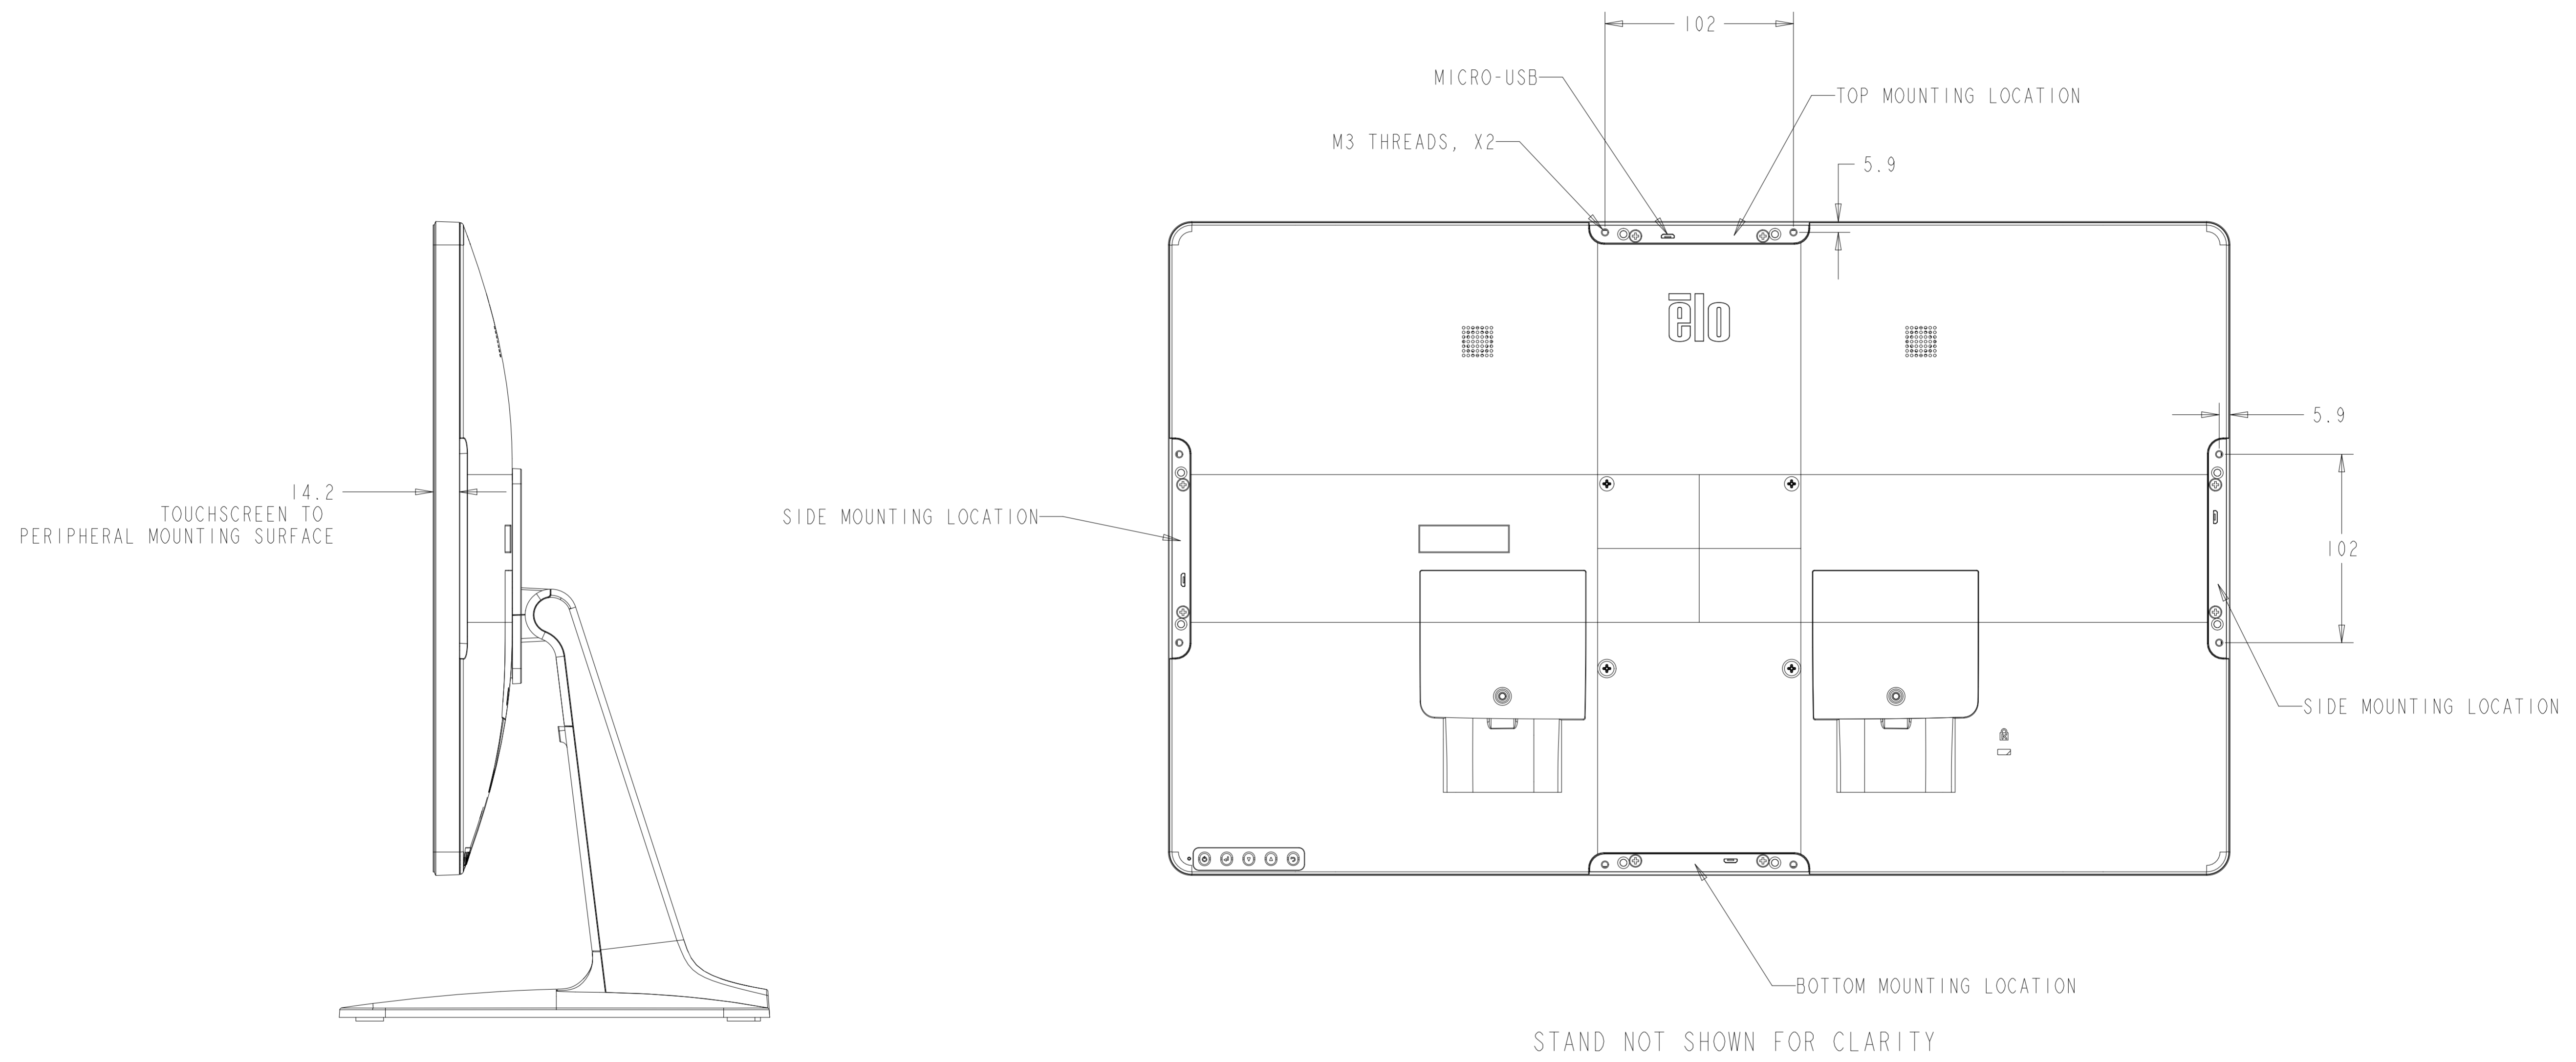 102
MICRO-USB
TOP MOUNTING LOCATION
M3 THREADS, X2
5.9
ēlo
5.9
14.2
TOUCHSCREEN TO
PERIPHERAL MOUNTING SURFACE
SIDE MOUNTING LOCATION
102
SIDE MOUNTING LOCATION
BOTTOM MOUNTING LOCATION
STAND NOT SHOWN FOR CLARITY